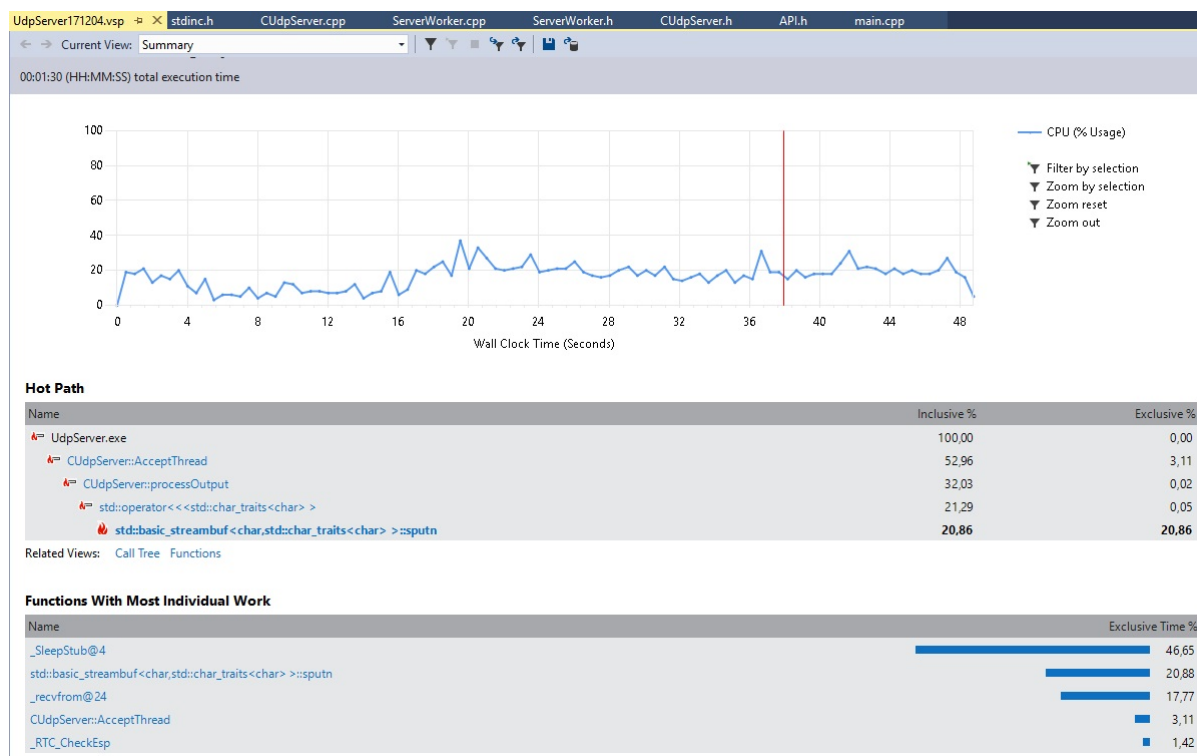 UdpServer171204.vsp stdinc.h CUdpServer.cpp ServerWorker.cpp ServerWorker.h CUdpServer.h API.h main.cpp
Current View: Summary
00:01:30 (HH:MM:SS) total execution time
100
80
60
40
20
0
0 4 8 12 16 20 24 28 32 36 40 44 48
Wall Clock Time (Seconds)
CPU (% Usage)
Filter by selection
Zoom by selection
Zoom reset
Zoom out
Hot Path
Name Inclusive % Exclusive %
UdpServer.exe 100,00 0,00
CUdpServer::AcceptThread 52,96 3,11
CUdpServer::processOutput 32,03 0,02
std::operator<<<std::char_traits<char> > 21,29 0,05
std::basic_streambuf<char,std::char_traits<char> >::sputn 20,86 20,86
Related Views: Call Tree Functions
Functions With Most Individual Work
Name Exclusive Time %
_SleepStub@4 46,65
std::basic_streambuf<char,std::char_traits<char> >::sputn 20,88
_recvfrom@24 17,77
CUdpServer::AcceptThread 3,11
_RTC_CheckEsp 1,42